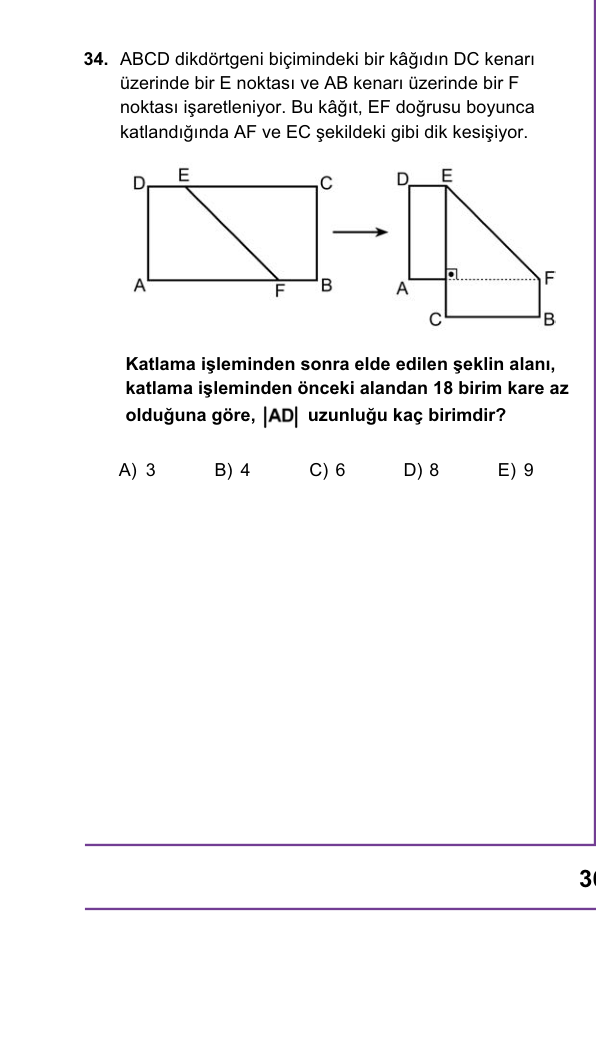 34. ABCD dikdörtgeni biçimindeki bir kâğıdın DC kenarı
üzerinde bir E noktası ve AB kenarı üzerinde bir F
noktası işaretleniyor. Bu kâğıt, EF doğrusu boyunca
katlandığında AF ve EC şekildeki gibi dik kesişiyor.
D E C D E
A F B A F
C B
Katlama işleminden sonra elde edilen şeklin alanı,
katlama işleminden önceki alandan 18 birim kare az
olduğuna göre, |AD| uzunluğu kaç birimdir?
A) 3 B) 4 C) 6 D) 8 E) 9